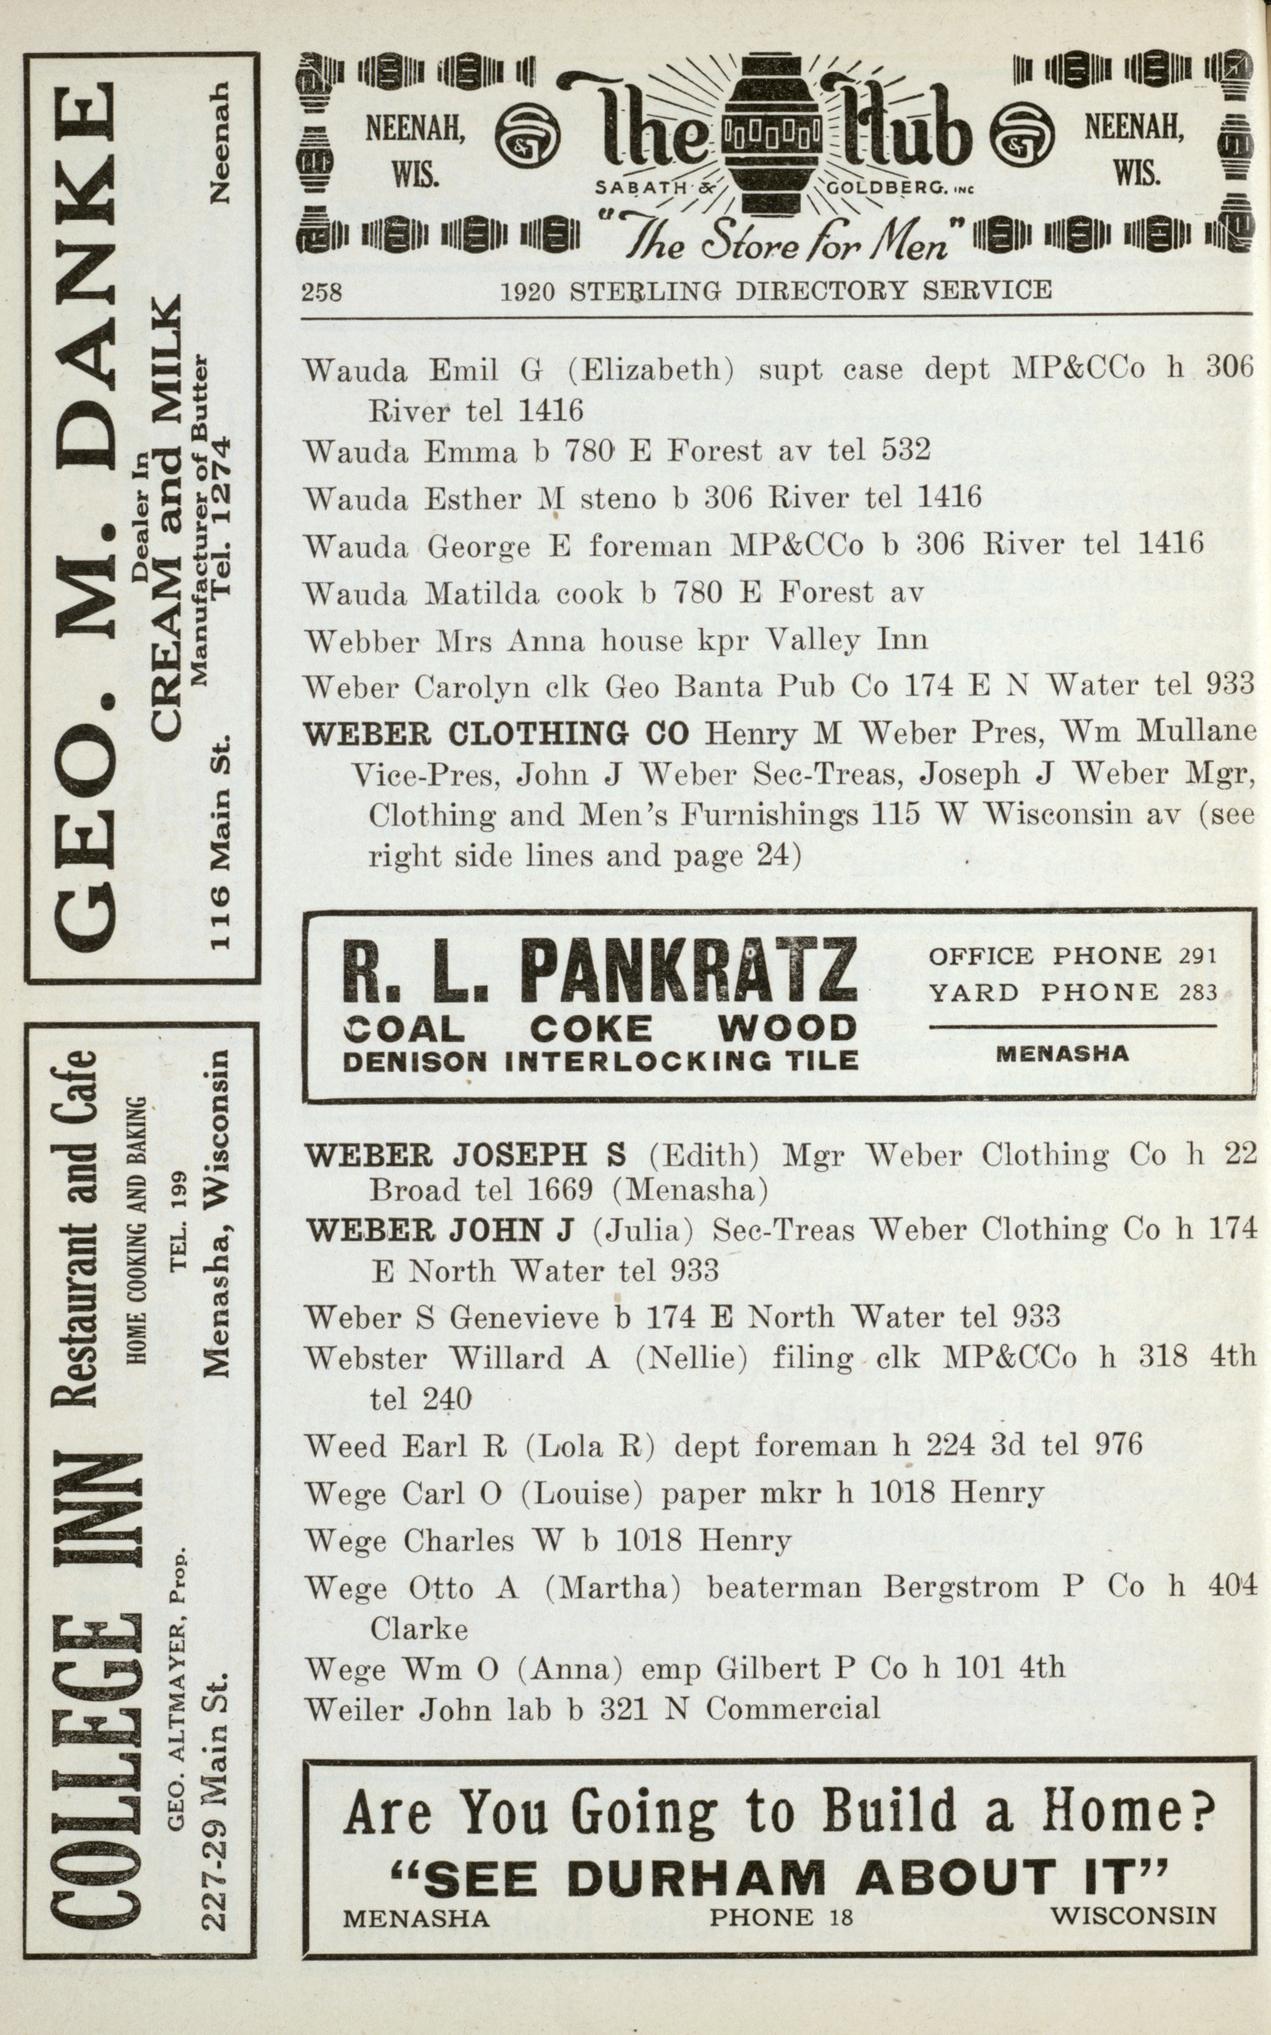 NEENAH,
WIS.
The Hub
SABATH & GOLDBERG. INC
"The Store for Men"
NEENAH,
WIS.
258 1920 STERLING DIRECTORY SERVICE
Wauda Emil G (Elizabeth) supt case dept MP&CCo h 306
River tel 1416
Wauda Emma b 780 E Forest av tel 532
Wauda Esther M steno b 306 River tel 1416
Wauda George E foreman MP&CCo b 306 River tel 1416
Wauda Matilda cook b 780 E Forest av
Webber Mrs Anna house kpr Valley Inn
Weber Carolyn clk Geo Banta Pub Co 174 E N Water tel 933
WEBER CLOTHING CO Henry M Weber Pres, Wm Mullane
Vice-Pres, John J Weber Sec-Treas, Joseph J Weber Mgr,
Clothing and Men's Furnishings 115 W Wisconsin av (see
right side lines and page 24)
R. L. PANKRATZ
COAL COKE WOOD
DENISON INTERLOCKING TILE
OFFICE PHONE 291
YARD PHONE 283
MENASHA
WEBER JOSEPH S (Edith) Mgr Weber Clothing Co h 22
Broad tel 1669 (Menasha)
WEBER JOHN J (Julia) Sec-Treas Weber Clothing Co h 174
E North Water tel 933
Weber S Genevieve b 174 E North Water tel 933
Webster Willard A (Nellie) filing clk MP&CCo h 318 4th
tel 240
Weed Earl R (Lola R) dept foreman h 224 3d tel 976
Wege Carl O (Louise) paper mkr h 1018 Henry
Wege Charles W b 1018 Henry
Wege Otto A (Martha) beaterman Bergstrom P Co h 404
Clarke
Wege Wm O (Anna) emp Gilbert P Co h 101 4th
Weiler John lab b 321 N Commercial
Are You Going to Build a Home?
"SEE DURHAM ABOUT IT"
MENASHA PHONE 18 WISCONSIN
GEO. M. DANKE
Dealer In
CREAM and MILK
Manufacturer of Butter
116 Main St. Tel. 1274 Neenah
COLLEGE INN Restaurant and Cafe
HOME COOKING AND BAKING
GEO. ALTMAYER, Prop. TEL. 199
227-29 Main St. Menasha, Wisconsin